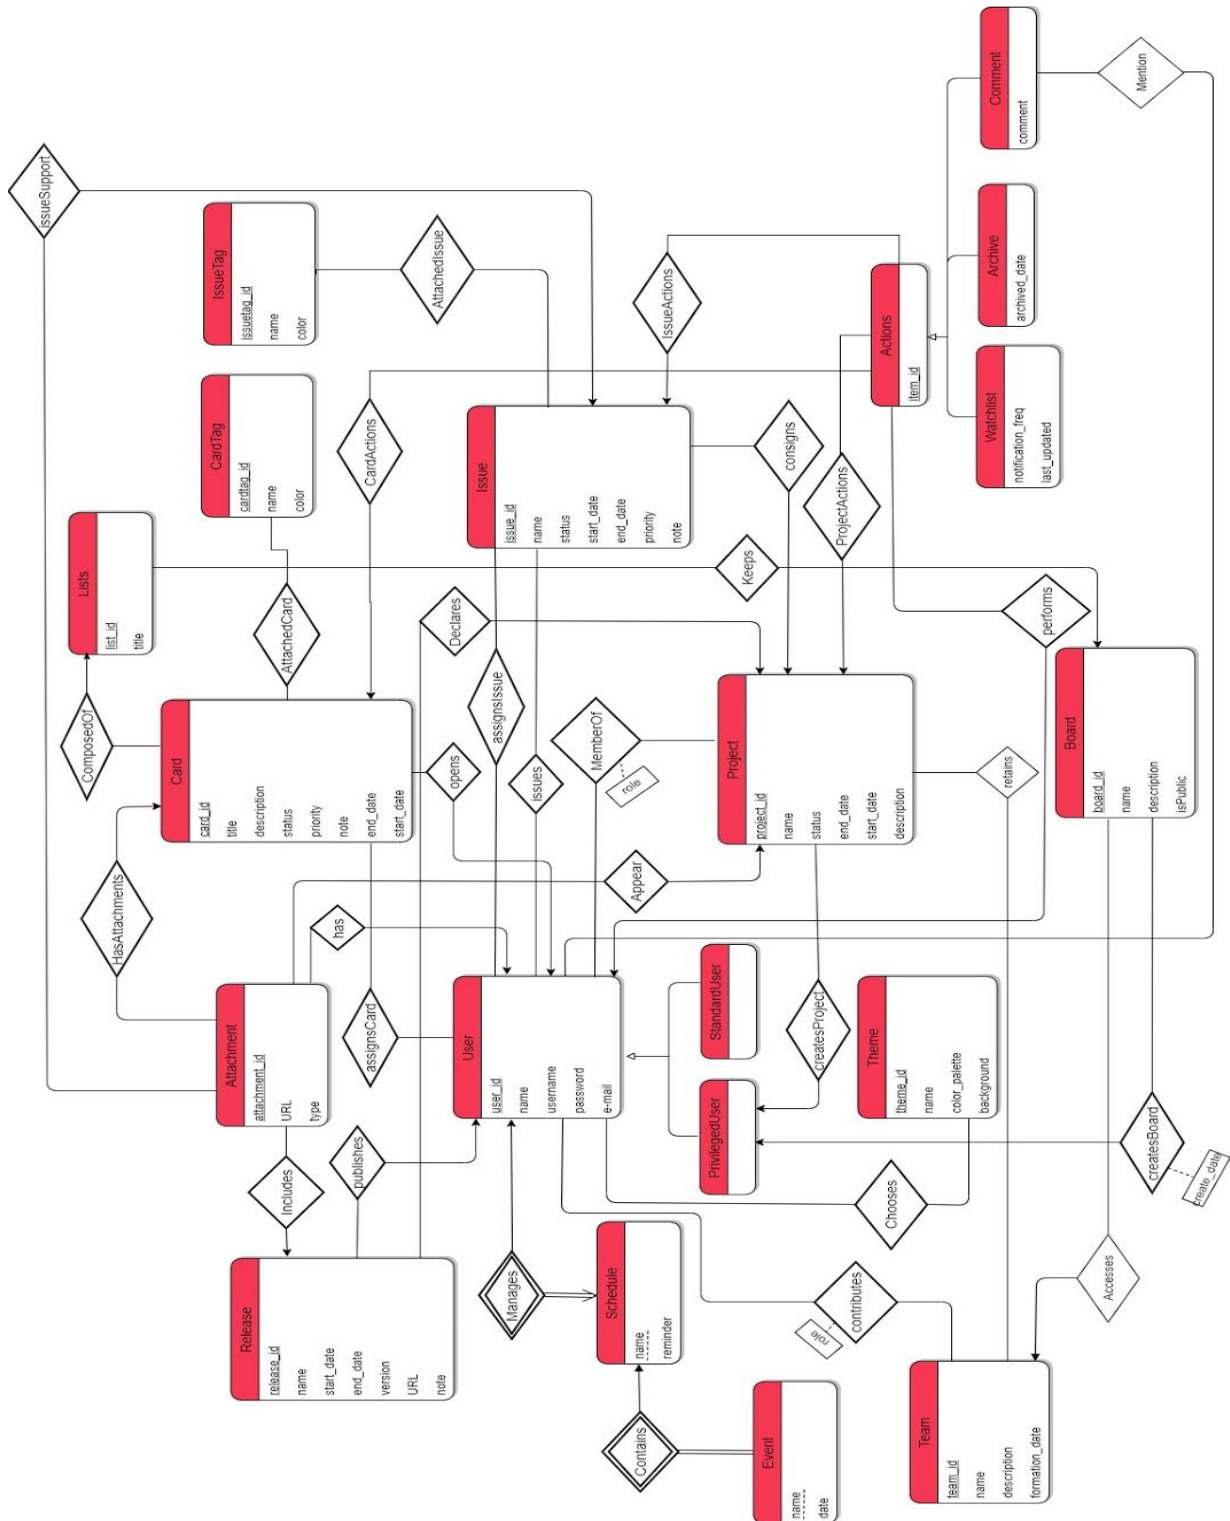 issueSupport
HasAttachments
ComposedOf
Lists
list_id
title
Release
release_id
name
start_date
end_date
version
URL
note
Includes
Attachment
attachment_id
URL
type
Card
card_id
title
description
status
priority
note
end_date
start_date
CardTag
cardtag_id
name
color
IssueTag
issuetag_id
name
color
AttachedCard
publishes
has
assignsCard
CardActions
AttachedIssue
opens
Declares
User
user_id
name
username
password
e-mail
Issue
issue_id
name
status
start_date
end_date
priority
note
Manages
assignsIssue
issues
MemberOf
role
Schedule
name
reminder
Contains
Appear
IssueActions
PrivilegedUser
StandardUser
Project
project_id
name
status
end_date
start_date
description
Keeps
consigns
Event
name
date
createsProject
ProjectActions
contributes
role
Chooses
Theme
theme_id
name
color_palette
background
Actions
item_id
Team
team_id
name
description
formation_date
retains
Watchlist
notification_freq
last_updated
Archive
archived_date
Comment
comment
performs
Board
board_id
name
description
isPublic
Accesses
createsBoard
create_date
Mention